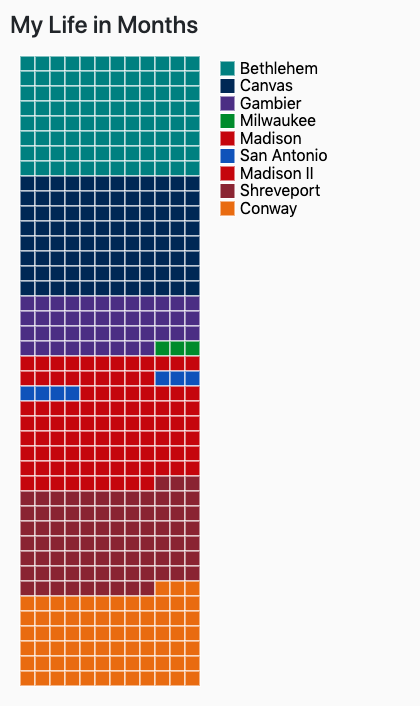 My Life in Months
Bethlehem
Canvas
Gambier
Milwaukee
Madison
San Antonio
Madison II
Shreveport
Conway